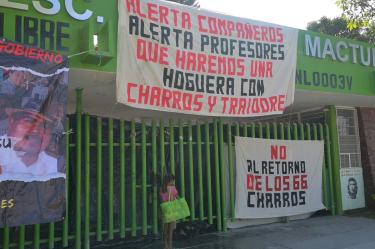 ESC.
MACTU
NL0003V
GOBIERNO
ALERTA COMPAÑEROS
ALERTA PROFESORES
QUE HAREMOS UNA
HOGUERA CON
CHARROS Y TRAIDORE
NO
AL RETORNO
DE LOS 66
CHARROS